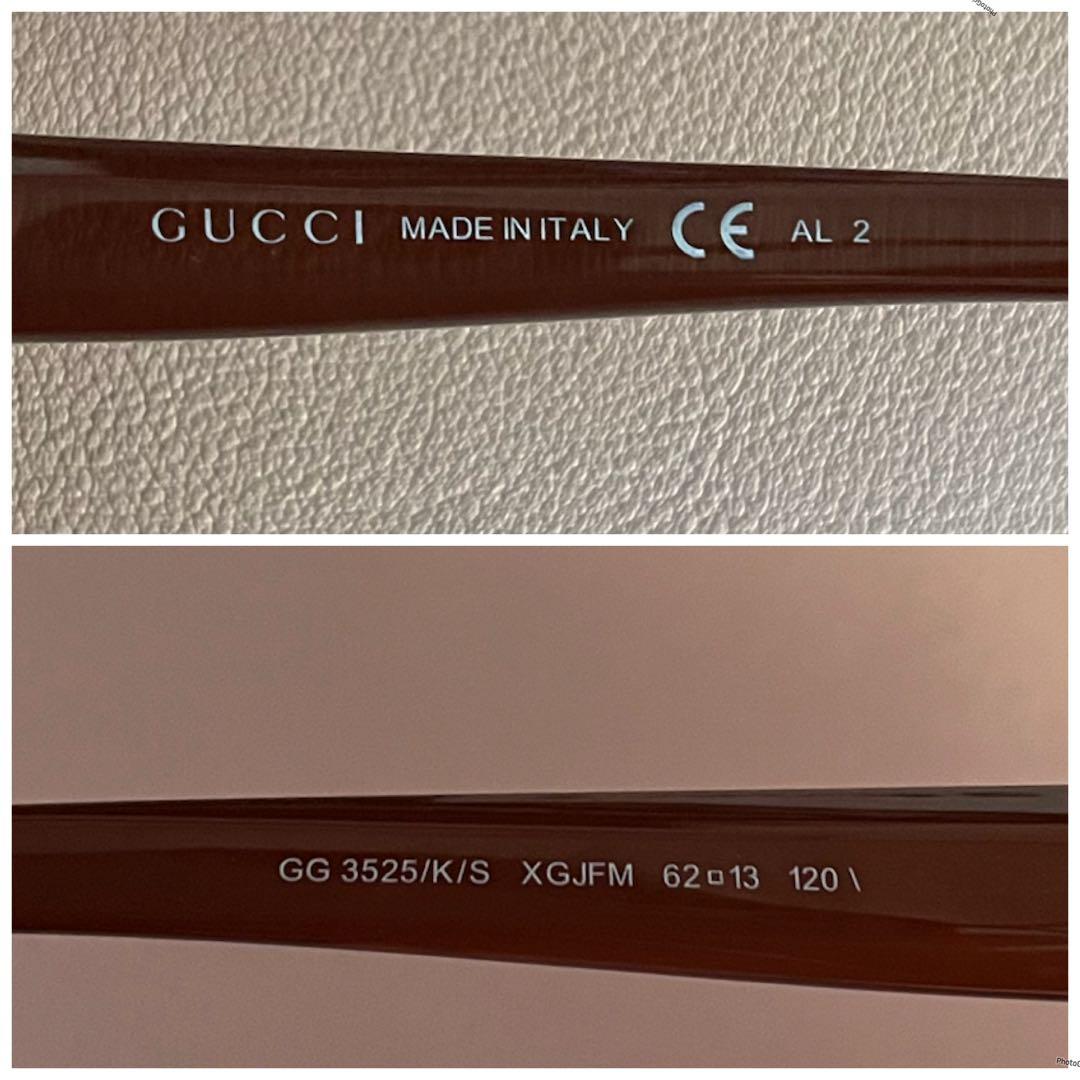 GUCCI MADE IN ITALY CE AL 2
GG 3525/K/S XGJFM 62□13 120 \